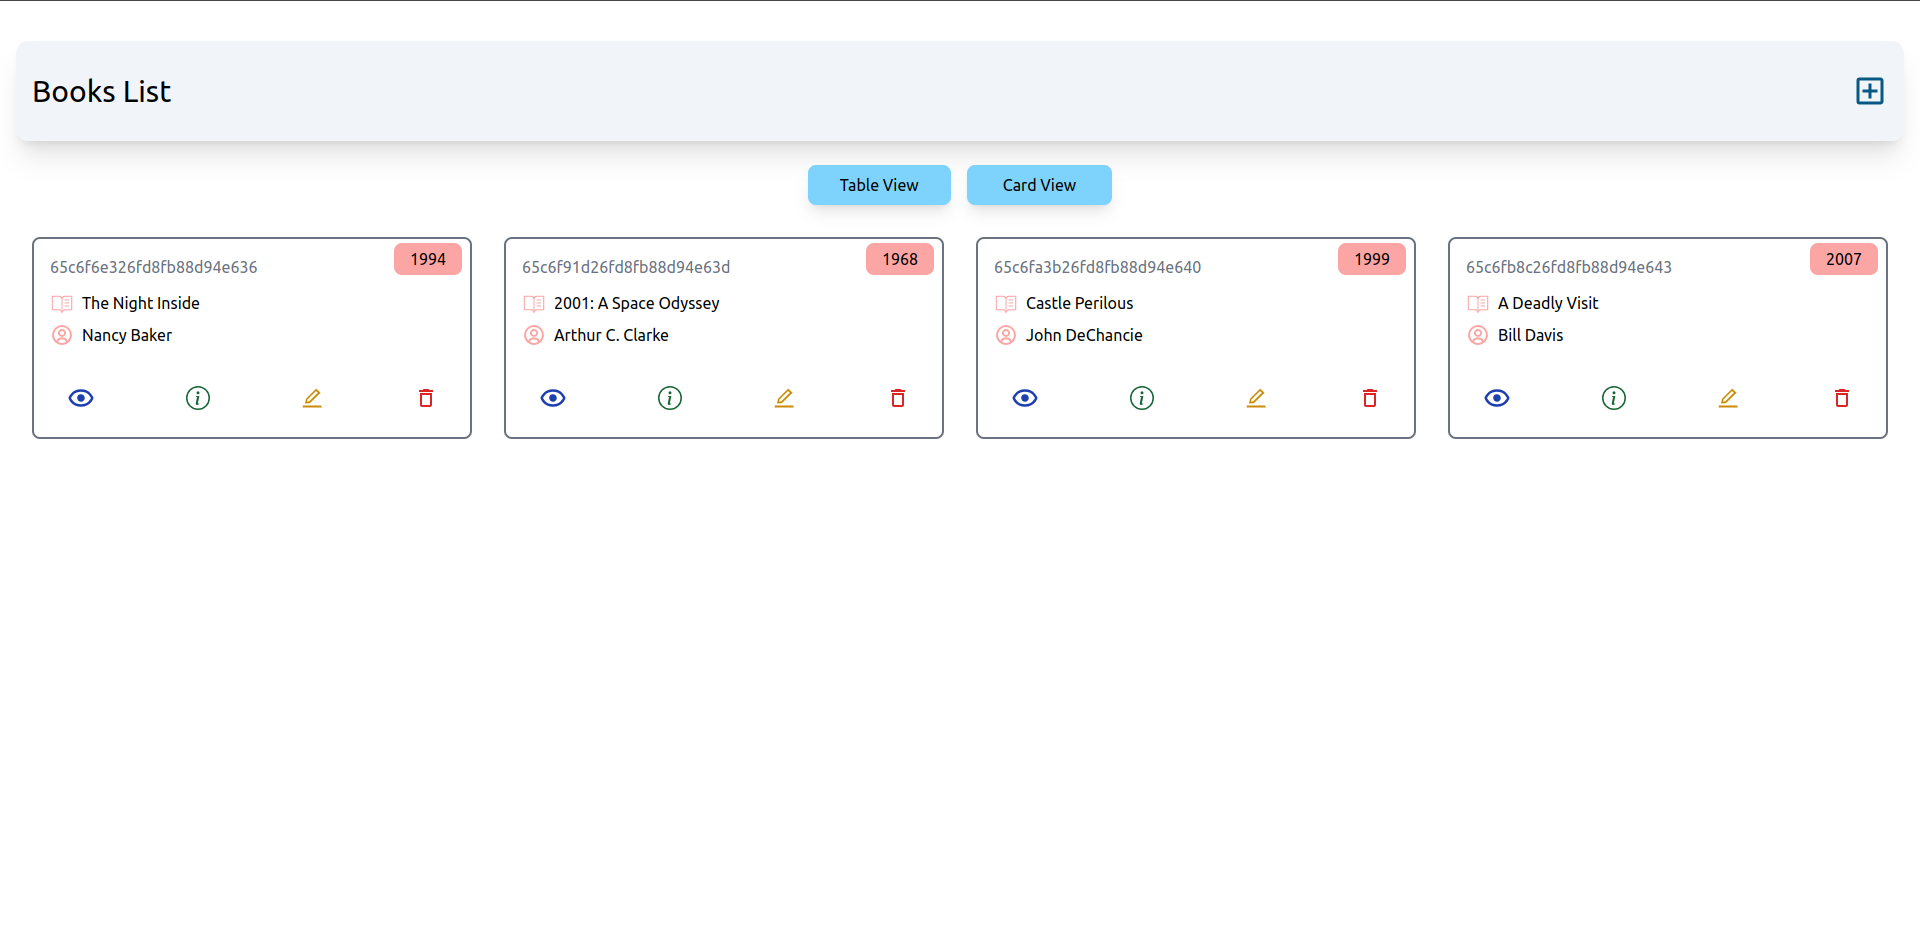 Books List
Table View
Card View
65c6f6e326fd8fb88d94e636
1994
The Night Inside
Nancy Baker
65c6f91d26fd8fb88d94e63d
1968
2001: A Space Odyssey
Arthur C. Clarke
65c6fa3b26fd8fb88d94e640
1999
Castle Perilous
John DeChancie
65c6fb8c26fd8fb88d94e643
2007
A Deadly Visit
Bill Davis